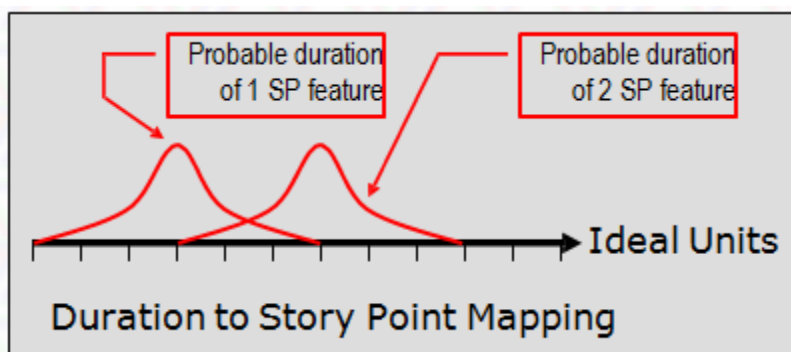 Probable duration
of 1 SP feature
Probable duration
of 2 SP feature
Ideal Units
Duration to Story Point Mapping